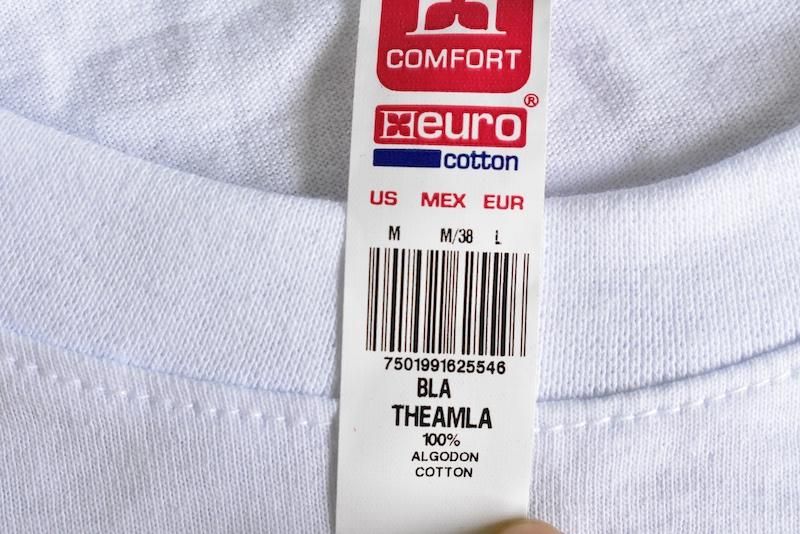 COMFORT
euro®
cotton
US MEX EUR
M M/38 L
7501991625546
BLA
THEAMLA
100%
ALGODON
COTTON